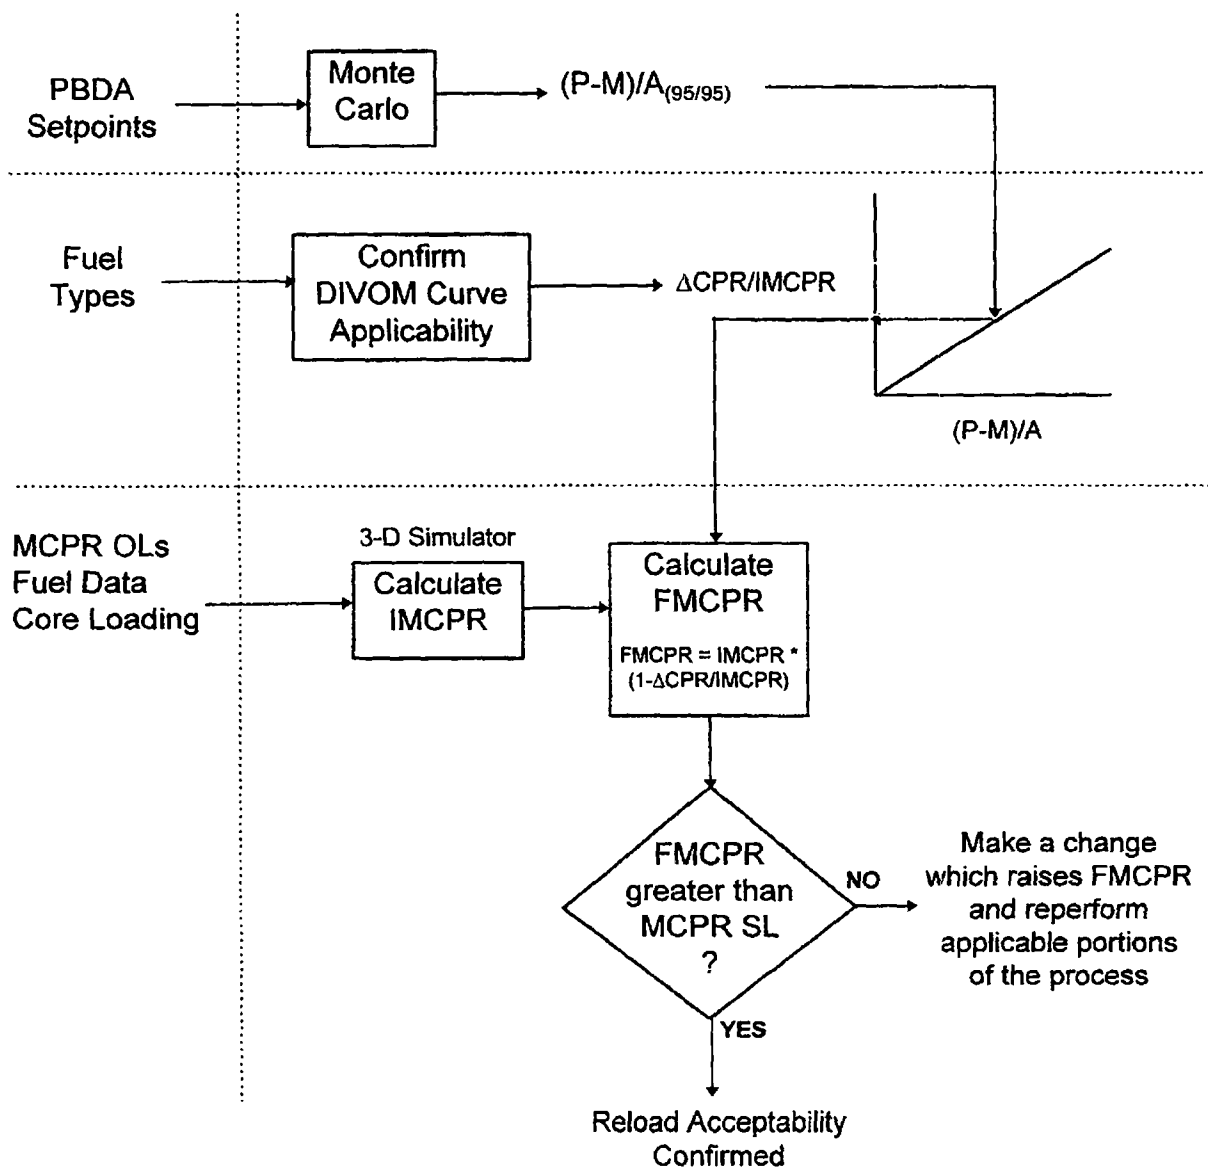 PBDA
Setpoints
Monte
Carlo
(P-M)/A(95/95)
Fuel
Types
Confirm
DIVOM Curve
Applicability
ΔCPR/IMCPR
(P-M)/A
MCPR OLs
Fuel Data
Core Loading
3-D Simulator
Calculate
IMCPR
Calculate
FMCPR
FMCPR = IMCPR *
(1-ΔCPR/IMCPR)
FMCPR
greater than
MCPR SL
?
NO
Make a change
which raises FMCPR
and reperform
applicable portions
of the process
YES
Reload Acceptability
Confirmed